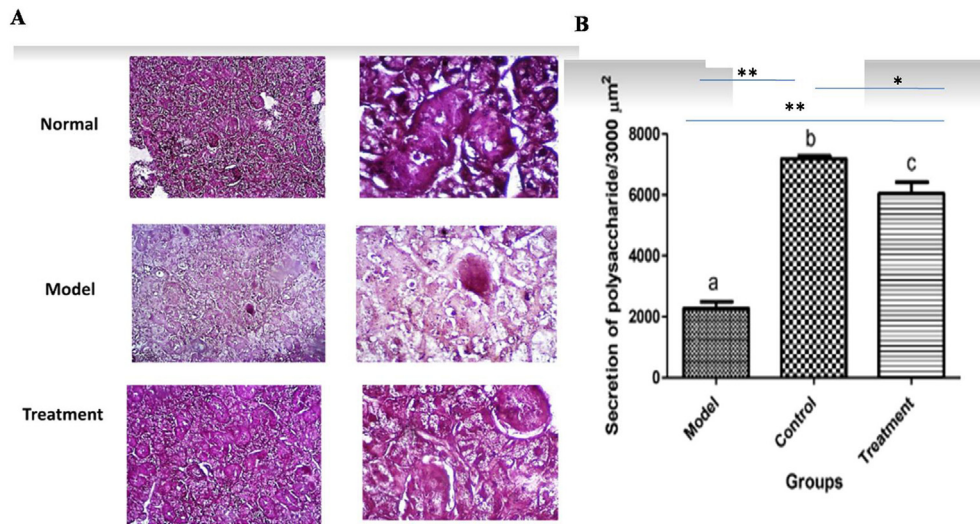 A
Normal
Model
Treatment
B
**
*
**
Secretion of polysaccharide/3000 μm²
8000
6000
4000
2000
0
a
b
c
Model
Control
Treatment
Groups